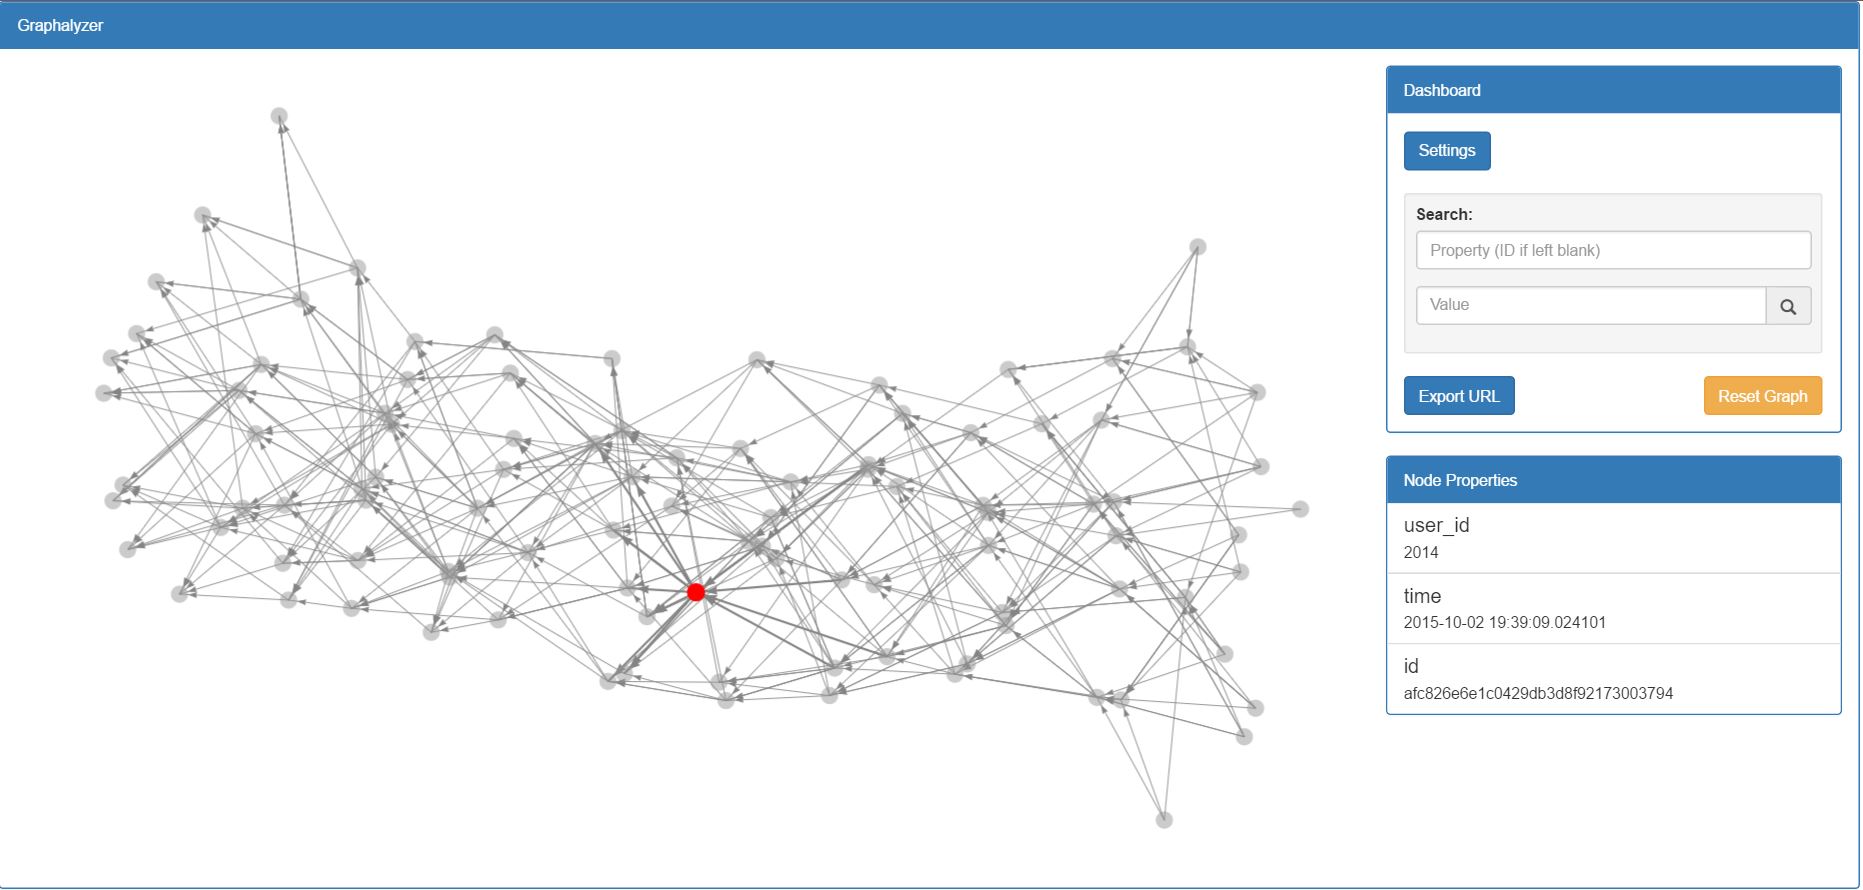 Graphalyzer
Dashboard
Settings
Search:
Property (ID if left blank)
Value
Export URL
Reset Graph
Node Properties
user_id
2014
time
2015-10-02 19:39:09.024101
id
afc826e6e1c0429db3d8f92173003794